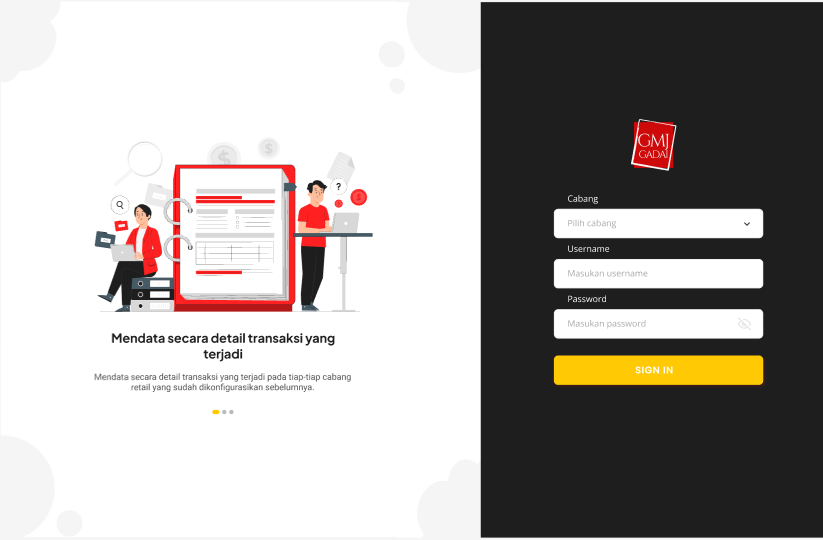 $
$
?
$
$
Mendata secara detail transaksi yang
terjadi
Mendata secara detail transaksi yang terjadi pada tiap-tiap cabang
retail yang sudah dikonfigurasikan sebelumnya.
GMJ
GADAI
Cabang
Pilih cabang
Username
Masukan username
Password
Masukan password
SIGN IN